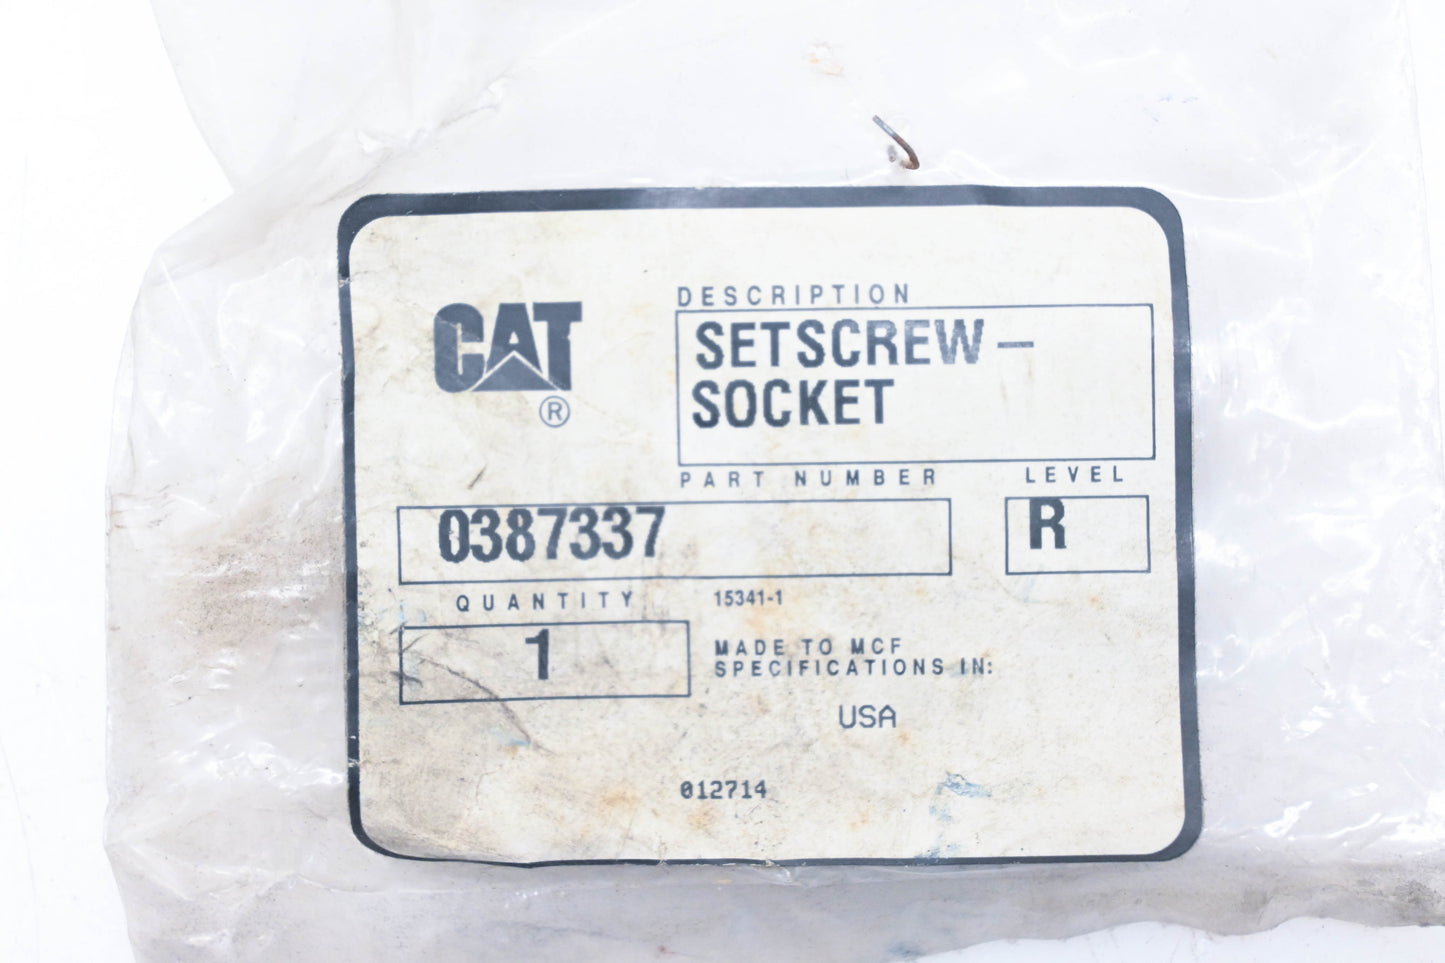 CAT
®
DESCRIPTION
SETSCREW-
SOCKET
PART NUMBER
LEVEL
0387337
R
QUANTITY
15341-1
1
MADE TO MCF
SPECIFICATIONS IN:
USA
012714